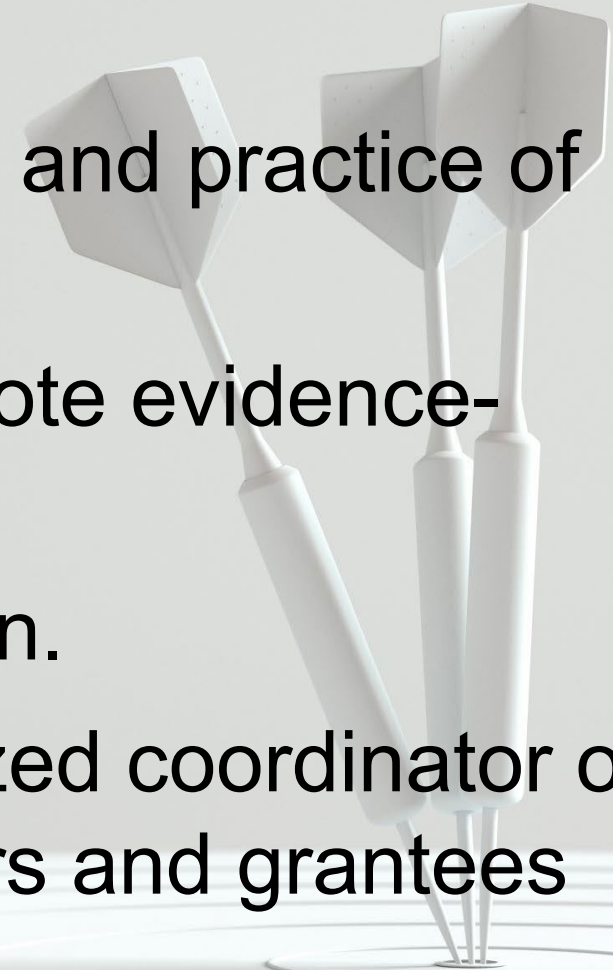 and practice of
ote evidence-
n.
zed coordinator o
rs and grantees